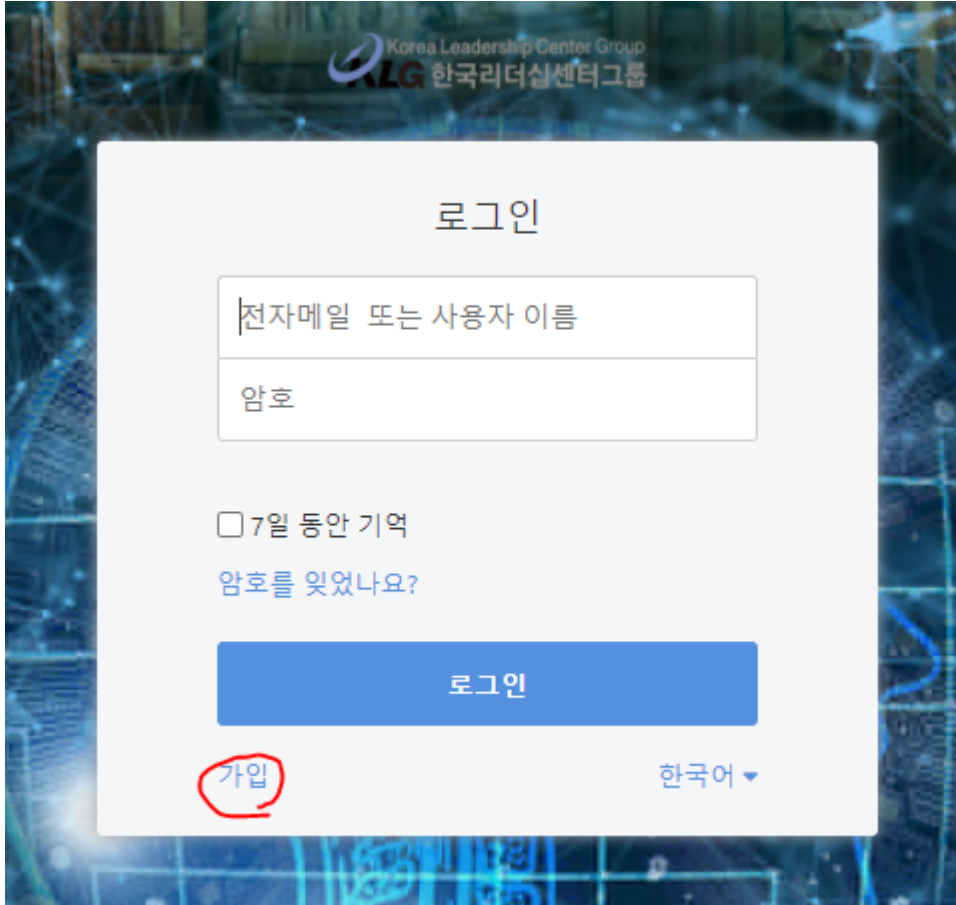 Korea Leadership Center Group
KLG 한국리더십센터그룹
로그인
전자메일 또는 사용자 이름
암호
7일 동안 기억
암호를 잊었나요?
로그인
가입
한국어